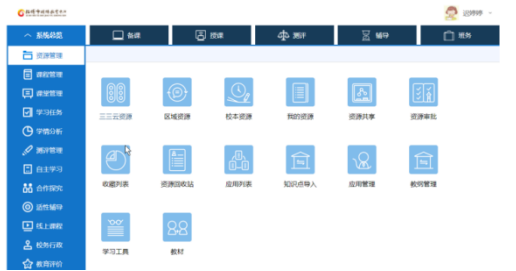 迟婷婷
系统总览
备课
授课
测评
辅导
班务
资源管理
课程管理
课堂管理
学习任务
学情分析
测评管理
自主学习
合作探究
个性辅导
线上课程
校务行政
教育评价
三三云资源
区域资源
校本资源
我的资源
资源共享
资源审批
收藏列表
资源回收站
应用列表
知识点导入
应用管理
教师管理
学习工具
教材